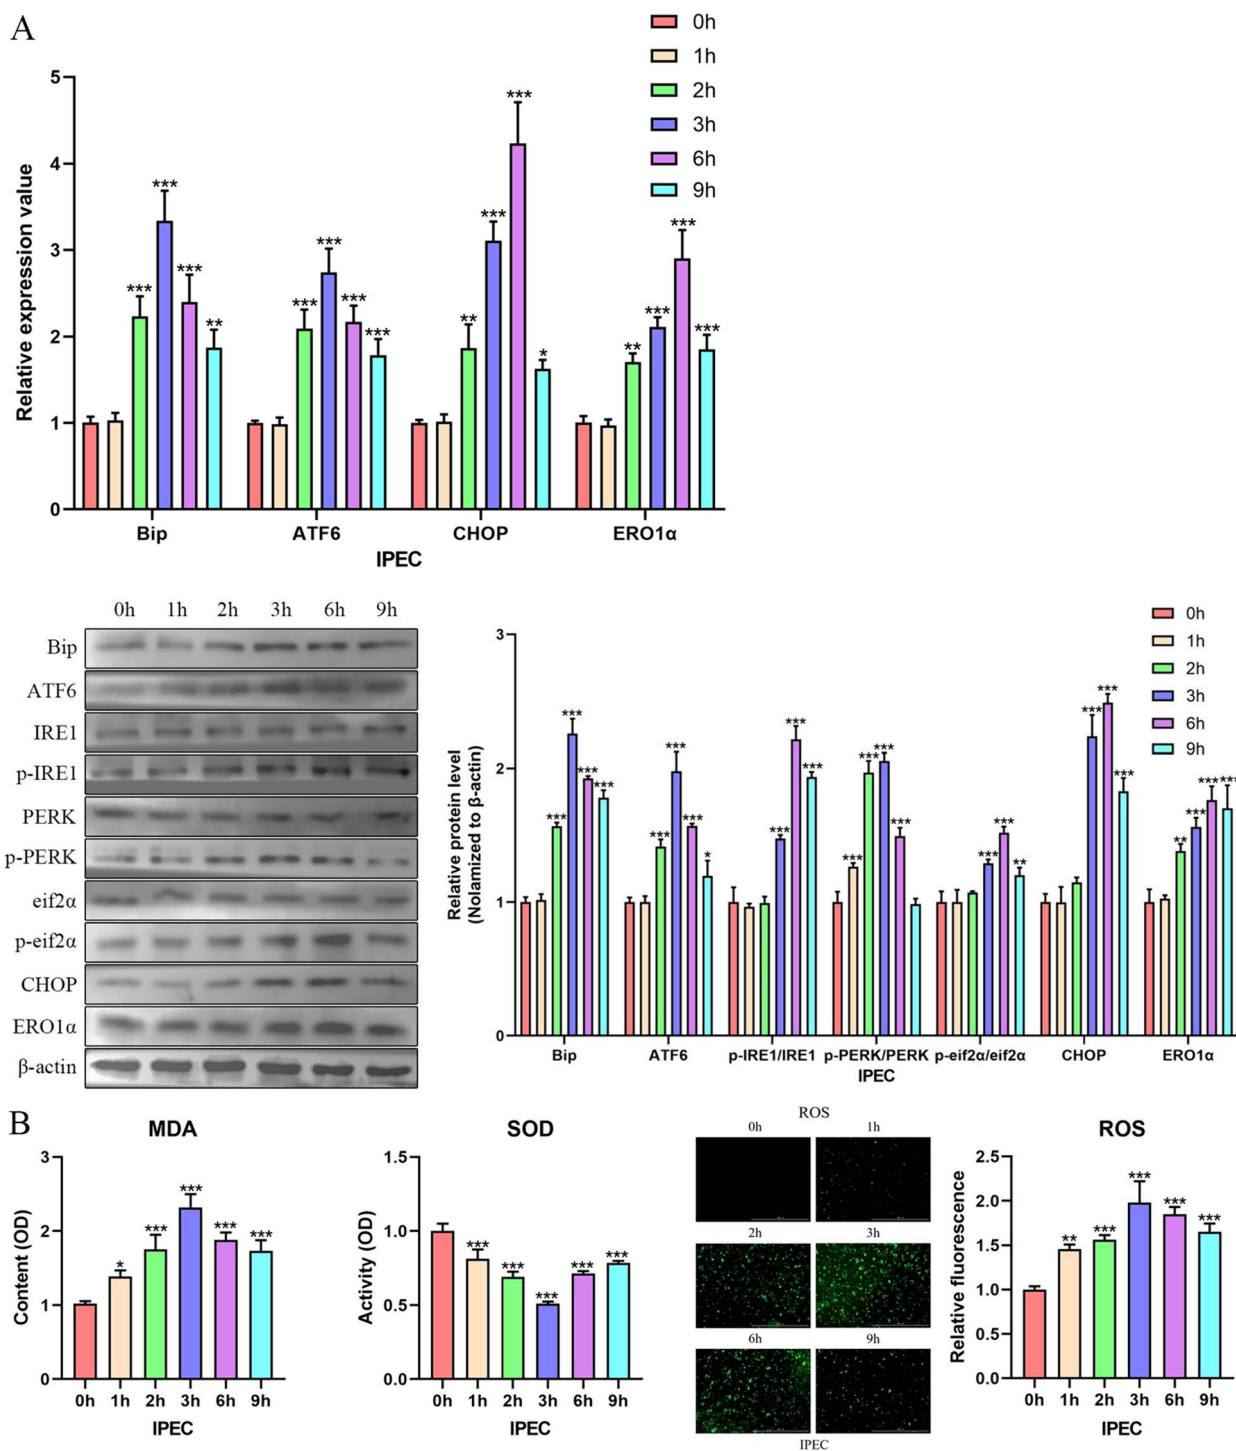 A
0h
1h
2h
3h
6h
9h
Relative expression value
5
4
3
2
1
0
*** *** *** **
*** *** *** ***
** *** *** *
** *** *** ***
Bip ATF6 CHOP ERO1α
IPEC
0h 1h 2h 3h 6h 9h
Bip
ATF6
IRE1
p-IRE1
PERK
p-PERK
eif2α
p-eif2α
CHOP
ERO1α
β-actin
0h
1h
2h
3h
6h
9h
Relative protein level
(Nolamized to β-actin)
3
2
1
0
*** *** *** ***
*** *** *** *
*** *** ***
*** *** *** ***
*** *** **
*** *** ***
** *** *** ***
Bip ATF6 p-IRE1/IRE1 p-PERK/PERK p-eif2α/eif2α CHOP ERO1α
IPEC
B
MDA
Content (OD)
3
2
1
0
* *** *** *** ***
0h 1h 2h 3h 6h 9h
IPEC
SOD
Activity (OD)
1.5
1.0
0.5
0.0
*** *** *** *** ***
0h 1h 2h 3h 6h 9h
IPEC
ROS
0h 1h
2h 3h
6h 9h
IPEC
ROS
Relative fluorescence
2.5
2.0
1.5
1.0
0.5
0.0
** *** *** *** ***
0h 1h 2h 3h 6h 9h
IPEC